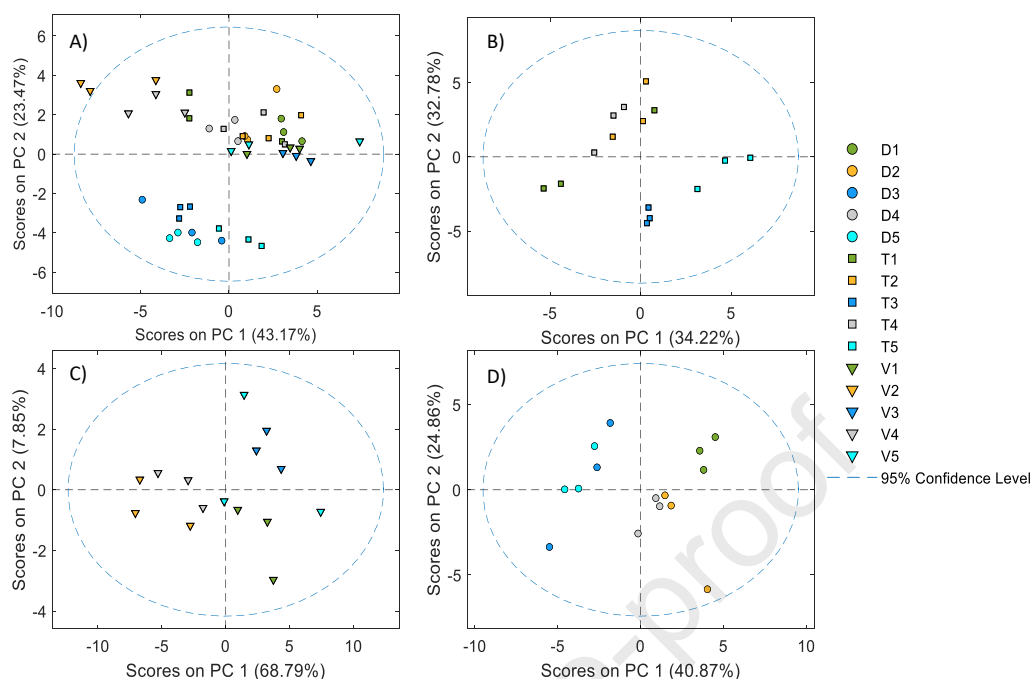 A)
6
4
2
0
-2
-4
-6
-10
-5
0
5
Scores on PC 2 (23.47%)
Scores on PC 1 (43.17%)
B)
5
0
-5
-5
0
5
Scores on PC 2 (32.78%)
Scores on PC 1 (34.22%)
C)
4
2
0
-2
-4
-10
-5
0
5
10
Scores on PC 2 (7.85%)
Scores on PC 1 (68.79%)
D)
5
0
-5
-10
-5
0
5
10
Scores on PC 2 (24.86%)
Scores on PC 1 (40.87%)
D1
D2
D3
D4
D5
T1
T2
T3
T4
T5
V1
V2
V3
V4
V5
95% Confidence Level
-proof